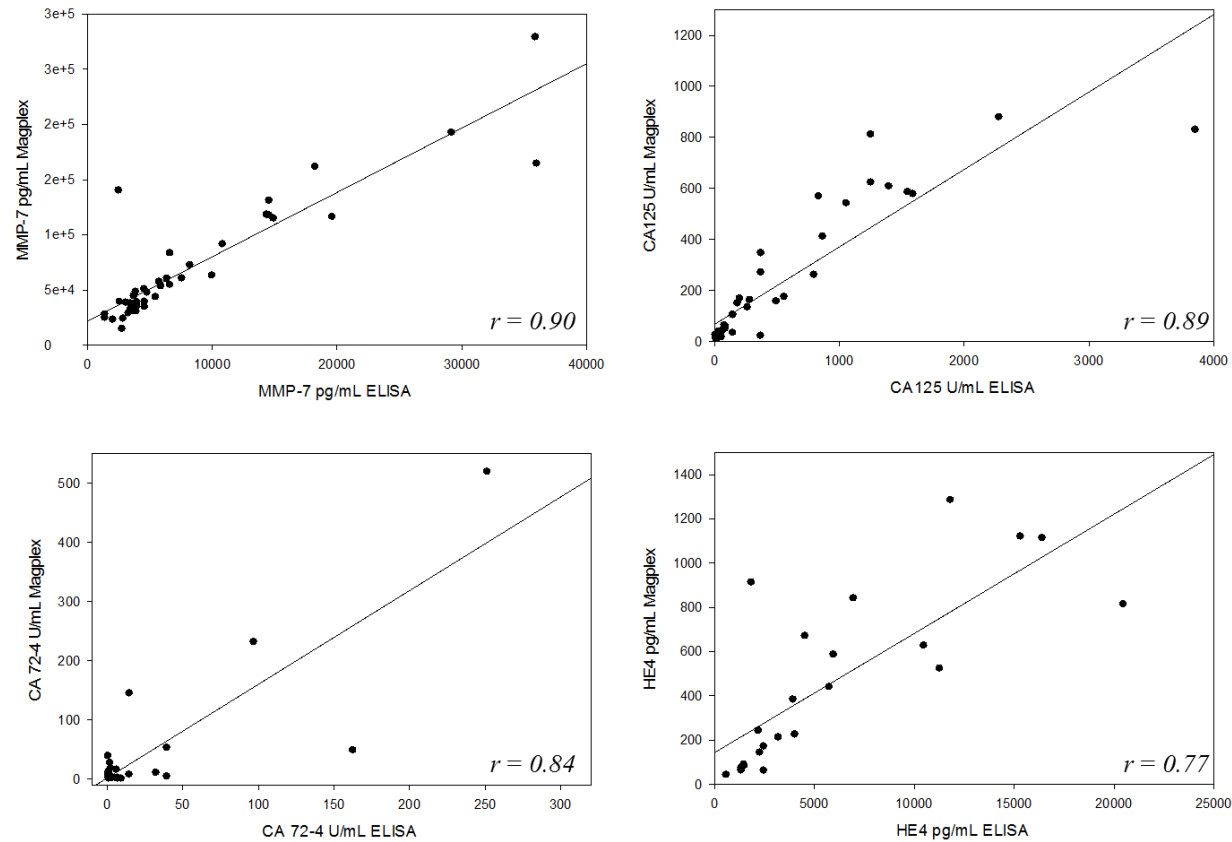 3e+5
3e+5
2e+5
2e+5
1e+5
5e+4
0
MMP-7 pg/mL Magplex
r = 0.90
0 10000 20000 30000 40000
MMP-7 pg/mL ELISA
1200
1000
800
600
400
200
0
CA125 U/mL Magplex
r = 0.89
0 1000 2000 3000 4000
CA125 U/mL ELISA
500
400
300
200
100
0
CA 72-4 U/mL Magplex
r = 0.84
0 50 100 150 200 250 300
CA 72-4 U/mL ELISA
1400
1200
1000
800
600
400
200
0
HE4 pg/mL Magplex
r = 0.77
0 5000 10000 15000 20000 25000
HE4 pg/mL ELISA